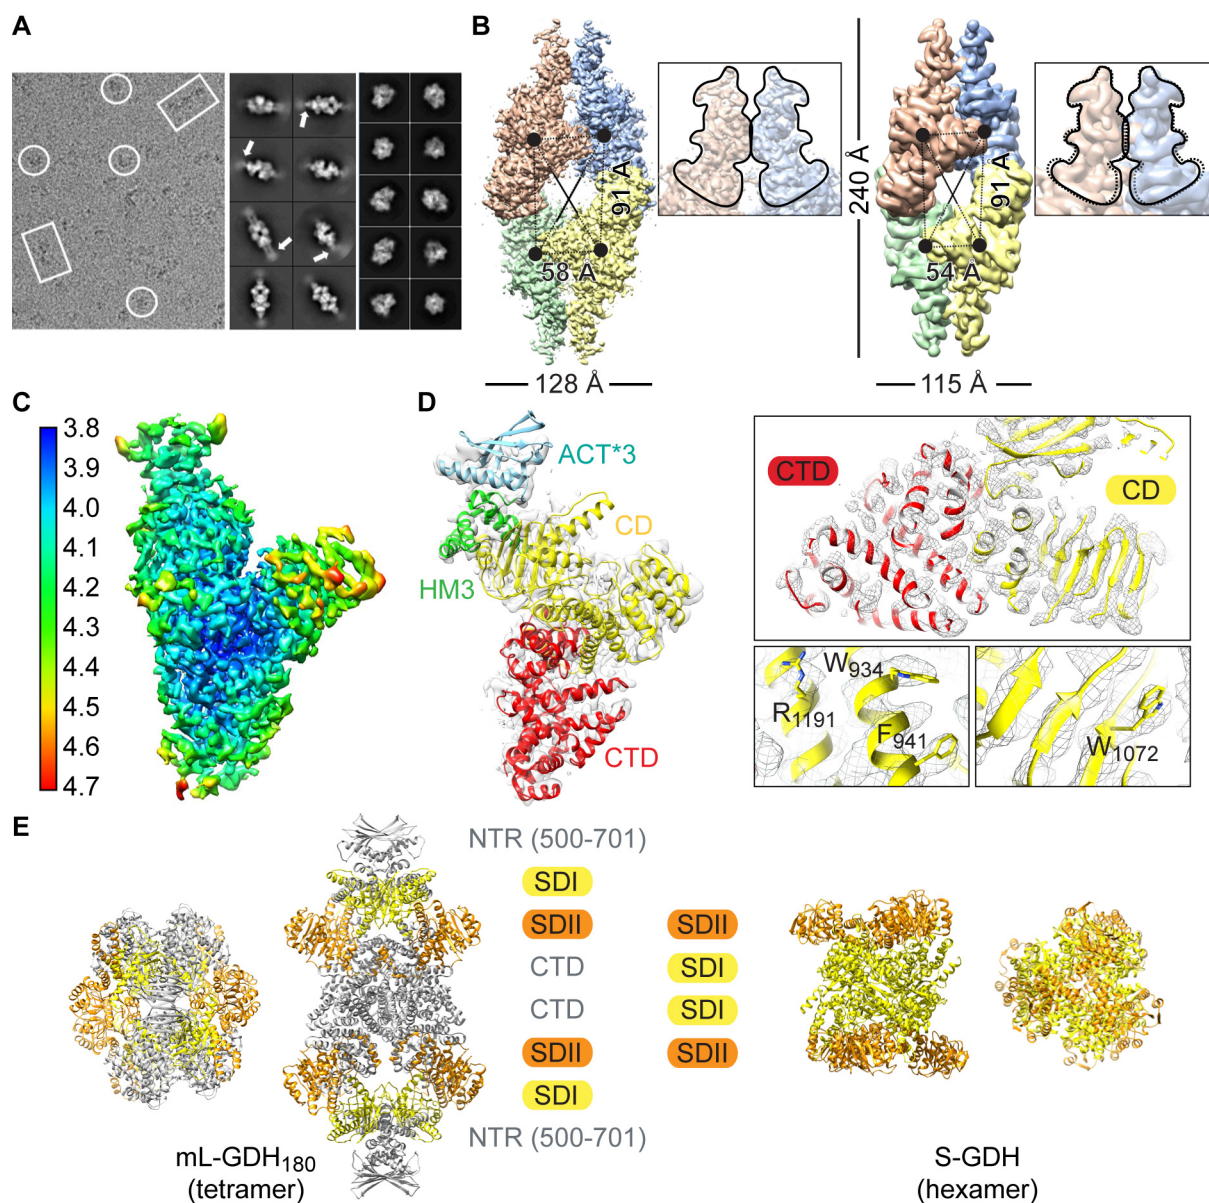 A
B
91 Å
58 Å
128 Å
240 Å
91 Å
54 Å
115 Å
C
3.8
3.9
4.0
4.1
4.2
4.3
4.4
4.5
4.6
4.7
D
ACT*3
CD
HM3
CTD
CTD
CD
W934
R1191
F941
W1072
E
NTR (500-701)
SDI
SDII
SDII
CTD
SDI
CTD
SDI
SDII
SDII
SDI
NTR (500-701)
mL-GDH180
(tetramer)
S-GDH
(hexamer)